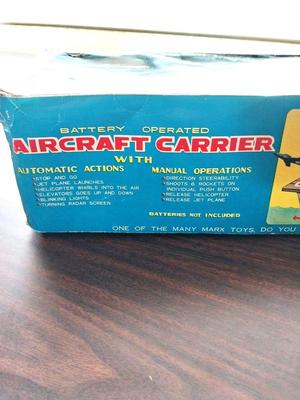 BATTERY OPERATED
AIRCRAFT CARRIER
WITH
AUTOMATIC ACTIONS
STOP AND GO
JET PLANE LAUNCHES
HELICOPTER WHIRLS INTO THE AIR
ELEVATORS GOES UP AND DOWN
BLINKING LIGHTS
TURNING RADAR SCREEN
MANUAL OPERATIONS
DIRECTION STEERABILITY
SHOOTS 6 ROCKETS ON
INDIVIDUAL PUSH BUTTON
RELEASE HELICOPTER
RELEASE JET PLANE
BATTERIES NOT INCLUDED
ONE OF THE MANY MARX TOYS, DO YOU